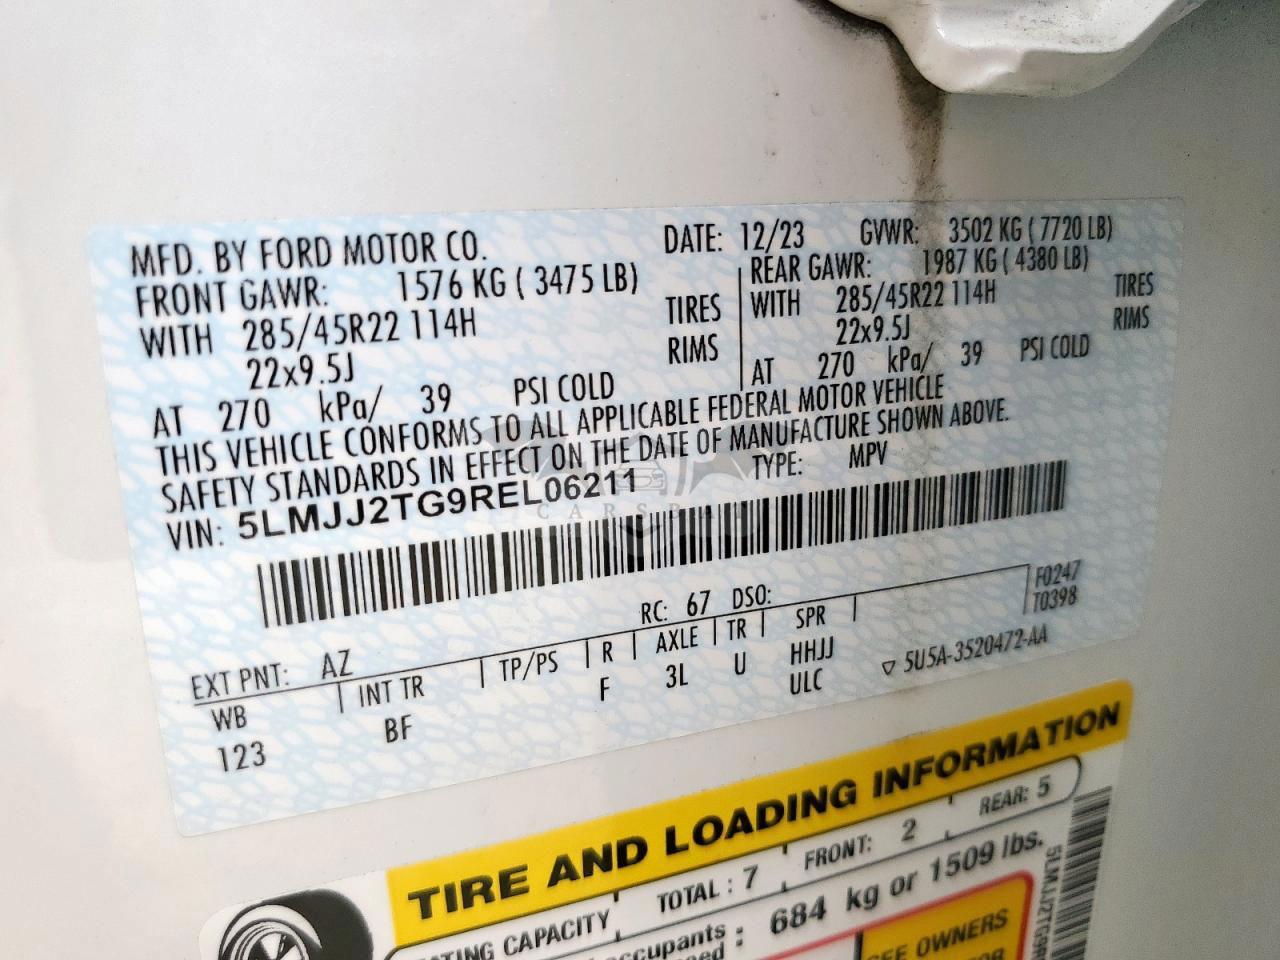 MFD. BY FORD MOTOR CO. DATE: 12/23 GVWR: 3502 KG ( 7720 LB)
FRONT GAWR: 1576 KG ( 3475 LB) REAR GAWR: 1987 KG ( 4380 LB)
WITH 285/45R22 114H TIRES WITH 285/45R22 114H TIRES
22x9.5J RIMS 22x9.5J RIMS
AT 270 kPa/ 39 PSI COLD AT 270 kPa/ 39 PSI COLD
THIS VEHICLE CONFORMS TO ALL APPLICABLE FEDERAL MOTOR VEHICLE
SAFETY STANDARDS IN EFFECT ON THE DATE OF MANUFACTURE SHOWN ABOVE.
VIN: 5LMJJ2TG9REL06211 TYPE: MPV
RC: 67 DSO: F0247
EXT PNT: AZ T0398
WB INT TR TP/PS R AXLE TR SPR
123 BF F 3L U HHJJ
ULC ▽ 5U5A-3520472-AA
TIRE AND LOADING INFORMATION
CAPACITY TOTAL : 7 FRONT: 2 REAR: 5
684 kg or 1509 lbs.
OWNERS